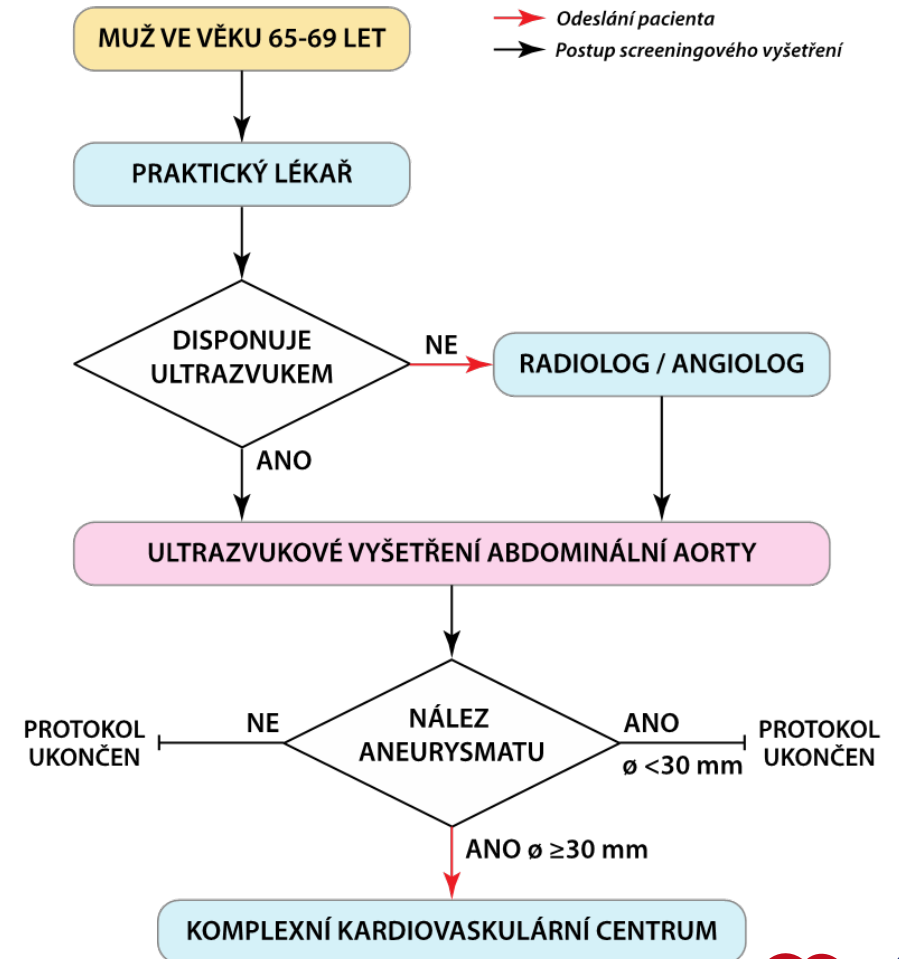 MUŽ VE VĚKU 65-69 LET
Odeslání pacienta
Postup screeningového vyšetření
PRAKTICKÝ LÉKAŘ
DISPONUJE
ULTRAZVUKEM
NE
RADIOLOG / ANGIOLOG
ANO
ULTRAZVUKOVÉ VYŠETŘENÍ ABDOMINÁLNÍ AORTY
NÁLEZ
ANEURYSMATU
NE
PROTOKOL
UKONČEN
ANO
ø <30 mm
PROTOKOL
UKONČEN
ANO ø ≥30 mm
KOMPLEXNÍ KARDIOVASKULÁRNÍ CENTRUM